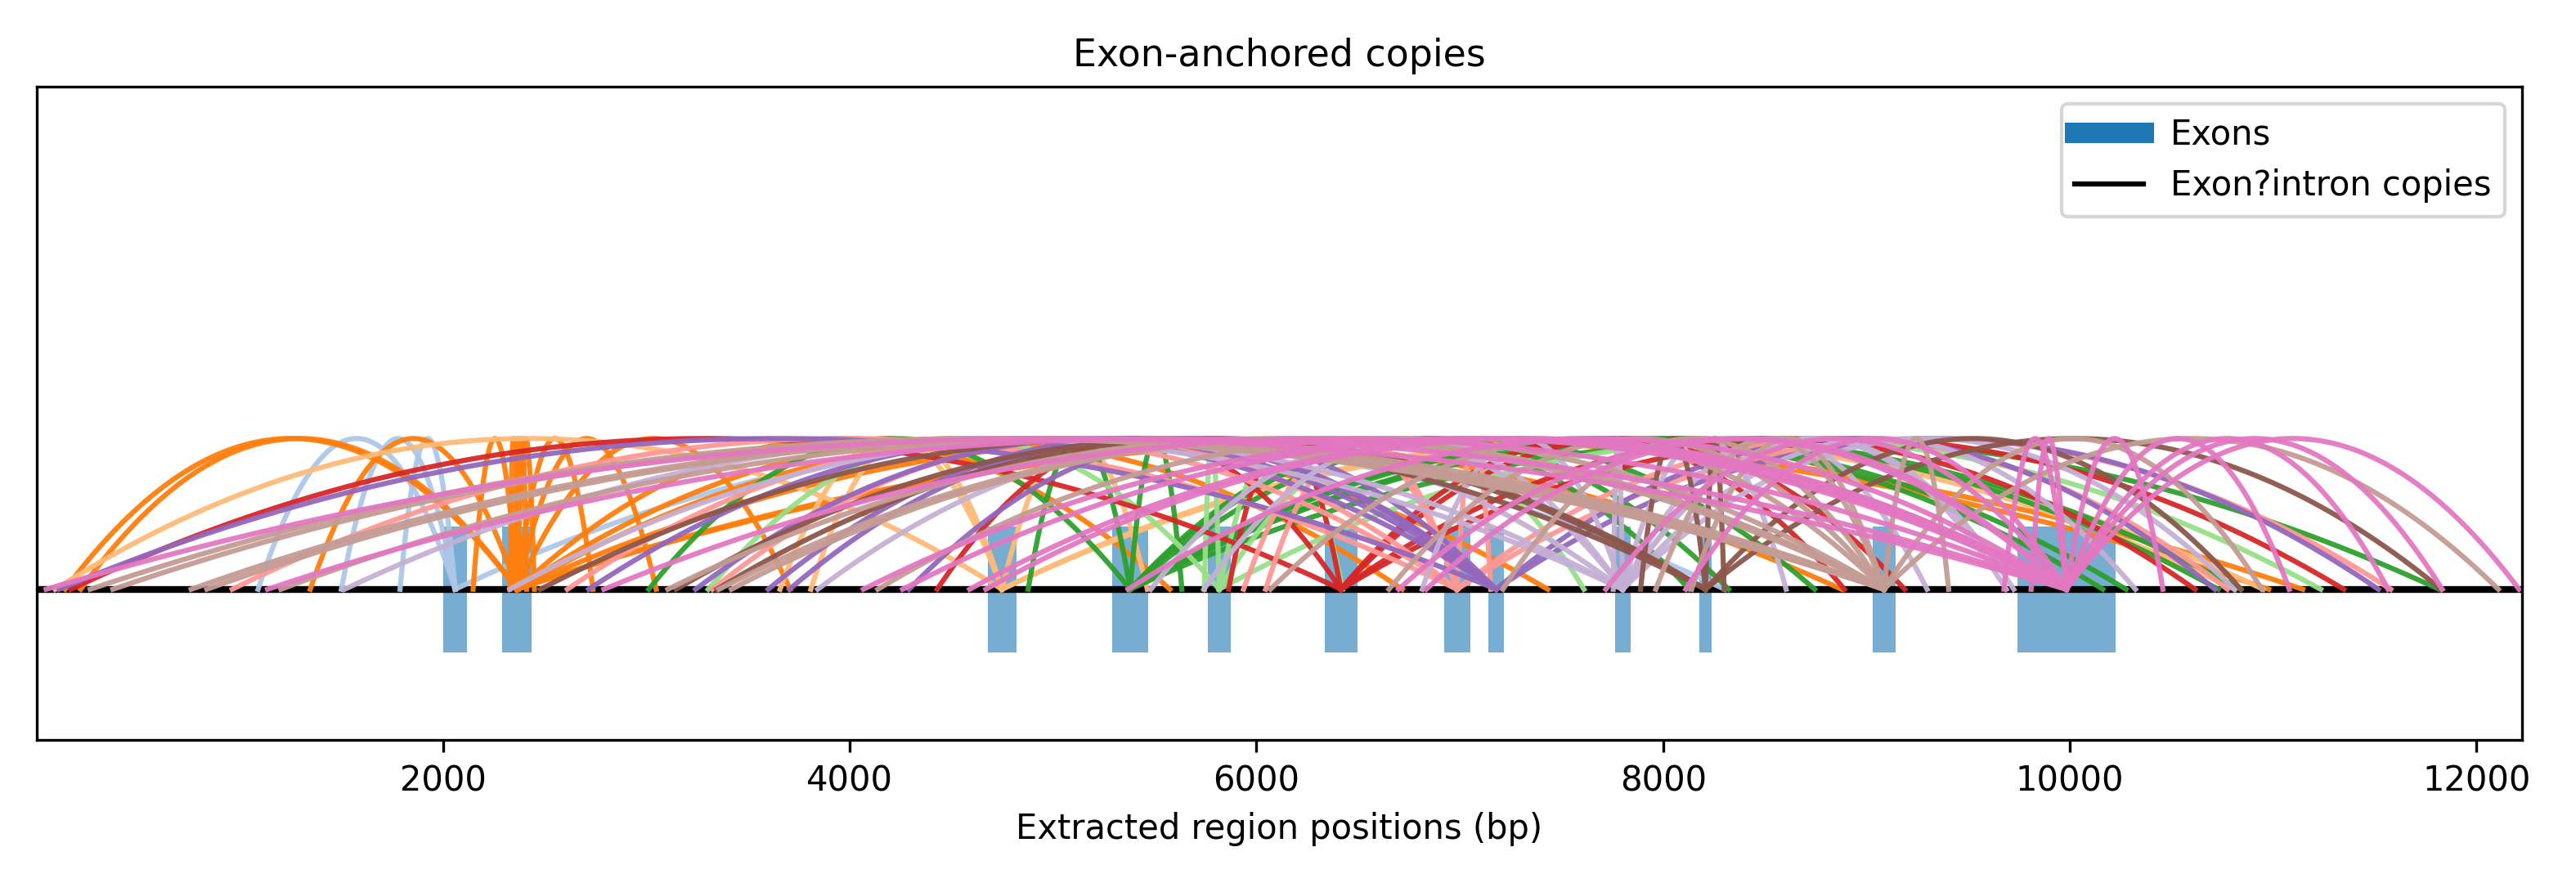 Exon-anchored copies
Exons
Exon?intron copies
2000 4000 6000 8000 10000 12000
Extracted region positions (bp)